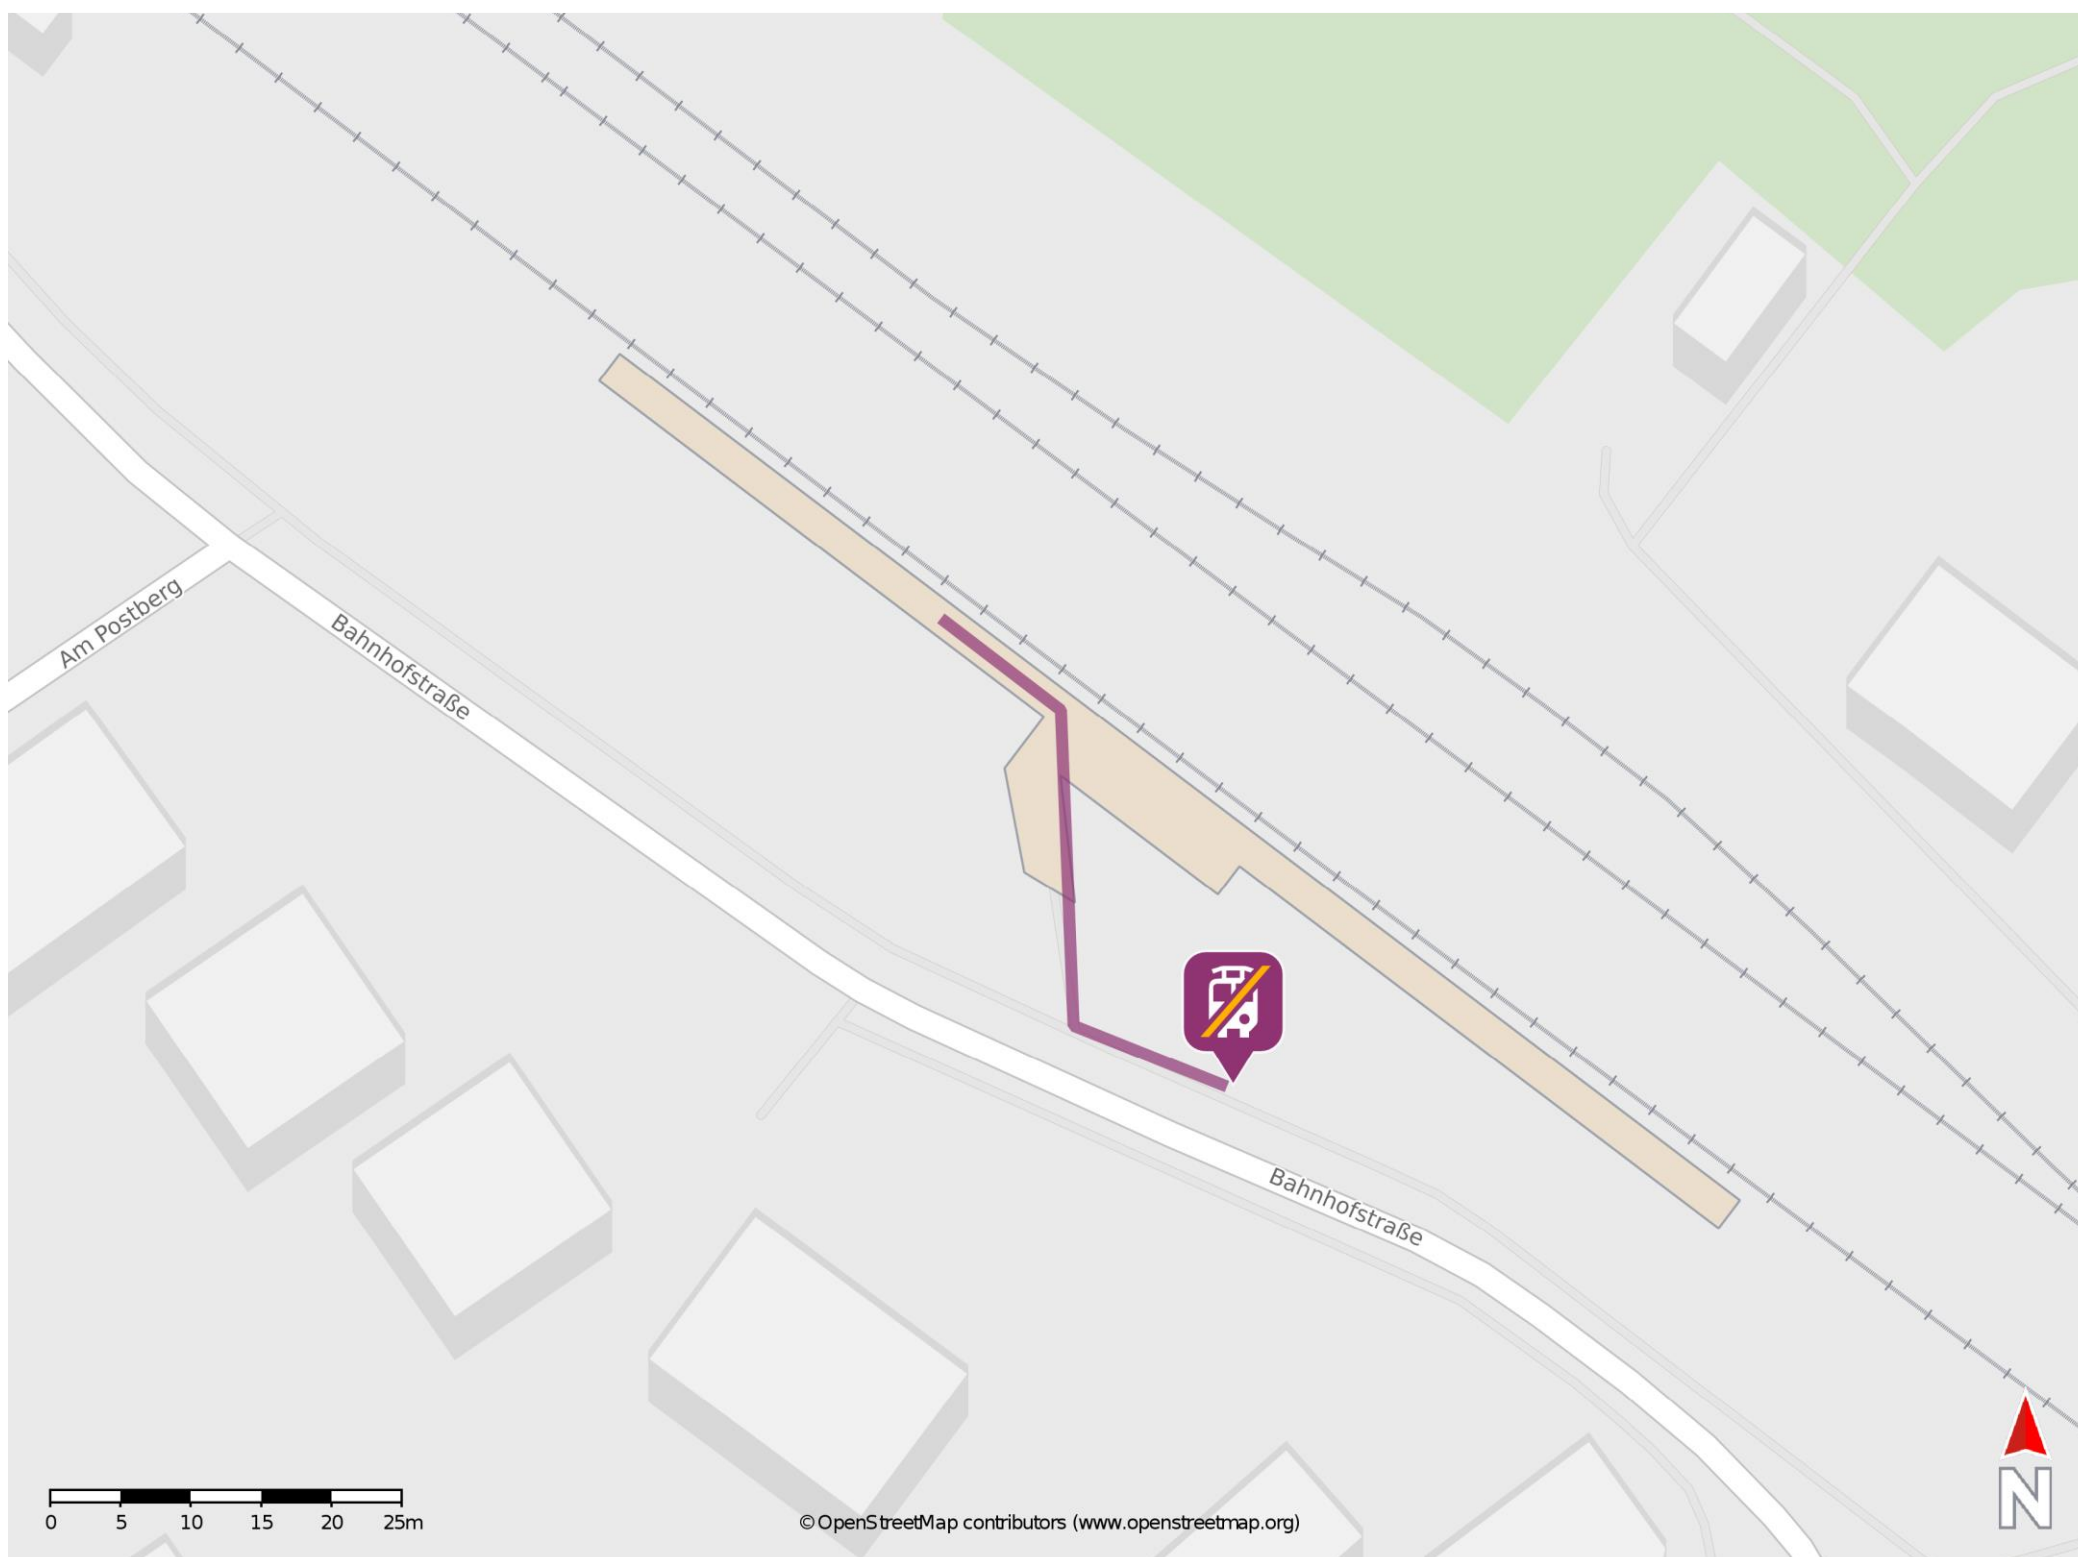 Am Postberg
Bahnhofstraße
Bahnhofstraße
N
0 5 10 15 20 25m
© OpenStreetMap contributors (www.openstreetmap.org)